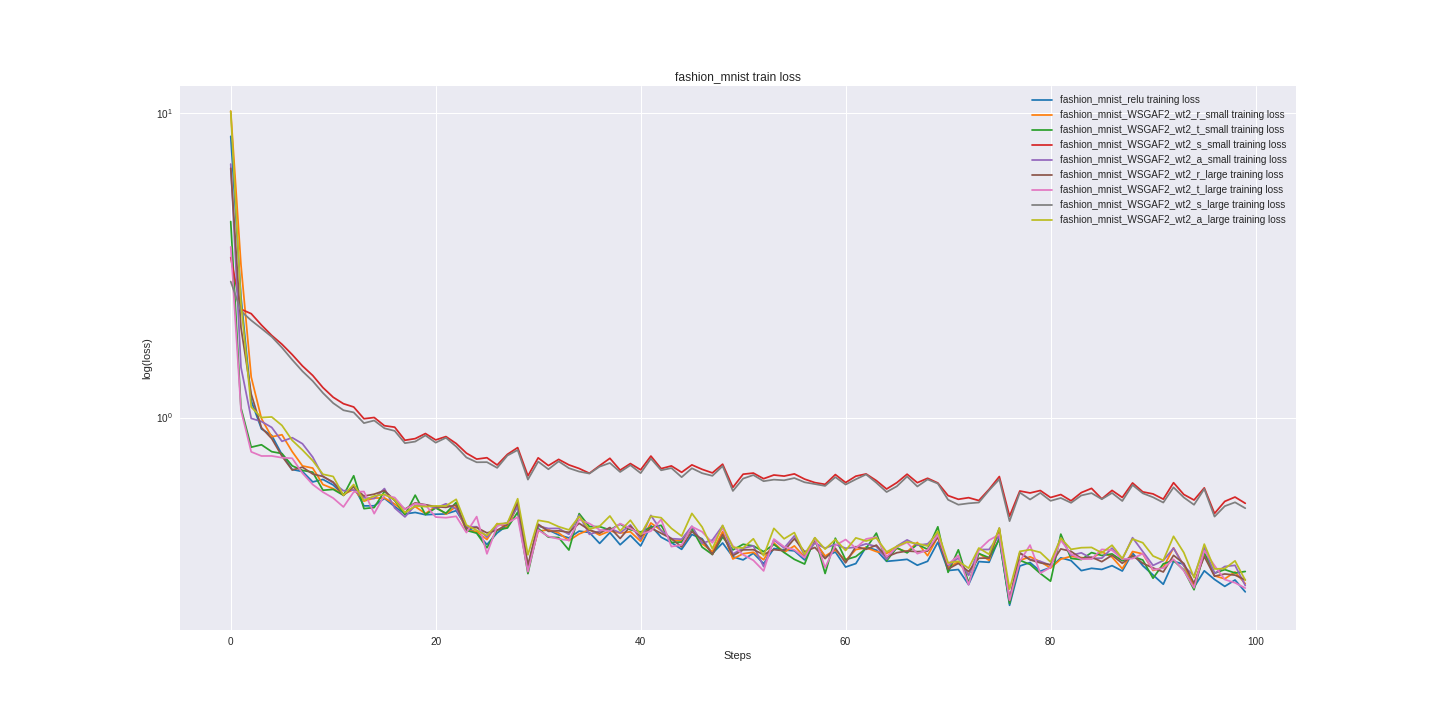 fashion_mnist train loss
fashion_mnist_relu training loss
fashion_mnist_WSGAF2_wt2_r_small training loss
fashion_mnist_WSGAF2_wt2_t_small training loss
fashion_mnist_WSGAF2_wt2_s_small training loss
fashion_mnist_WSGAF2_wt2_a_small training loss
fashion_mnist_WSGAF2_wt2_r_large training loss
fashion_mnist_WSGAF2_wt2_t_large training loss
fashion_mnist_WSGAF2_wt2_s_large training loss
fashion_mnist_WSGAF2_wt2_a_large training loss
10¹
log(loss)
10⁰
0 20 40 60 80 100
Steps